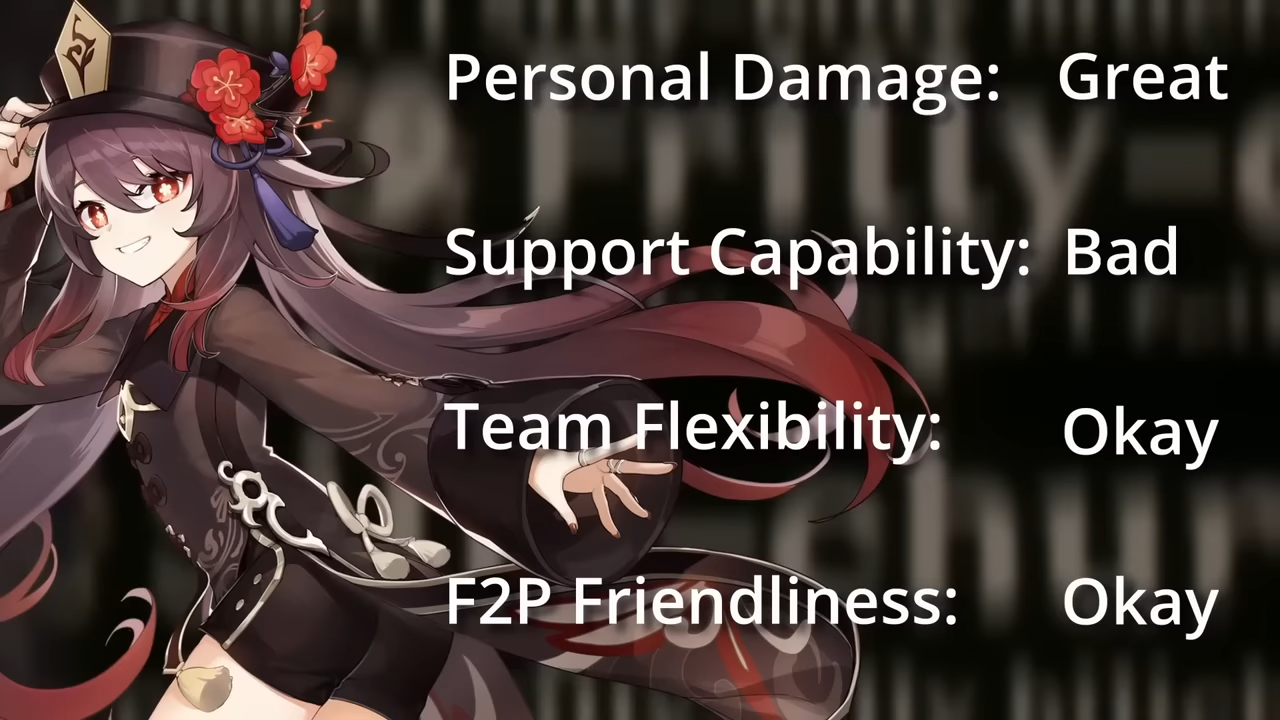 Personal Damage: Great
Support Capability: Bad
Team Flexibility: Okay
F2P Friendliness: Okay